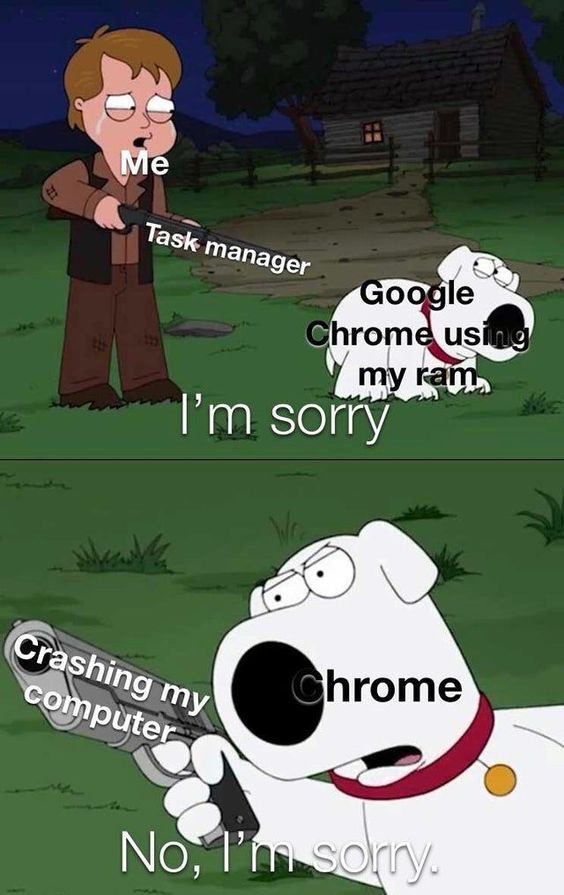 Me
Task manager
Google
Chrome using
my ram
I'm sorry
Crashing my
computer
Chrome
No, I'm sorry.